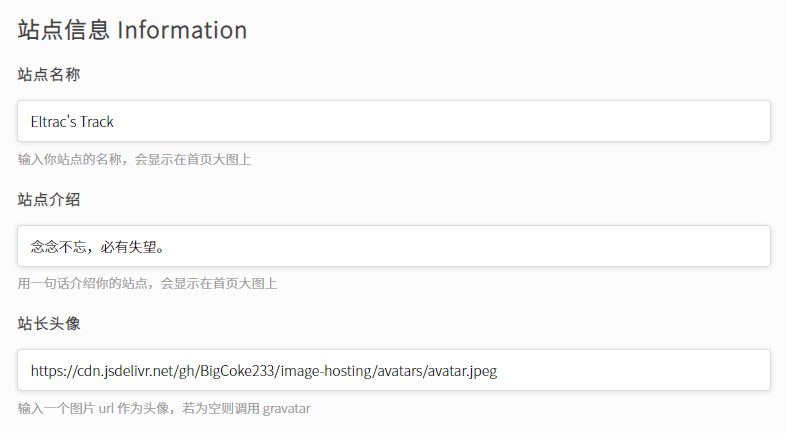 站点信息 Information
站点名称
Eltrac's Track
输入你站点的名称，会显示在首页大图上
站点介绍
念念不忘，必有失望。
用一句话介绍你的站点，会显示在首页大图上
站长头像
https://cdn.jsdelivr.net/gh/BigCoke233/image-hosting/avatars/avatar.jpeg
输入一个图片 url 作为头像，若为空则调用 gravatar